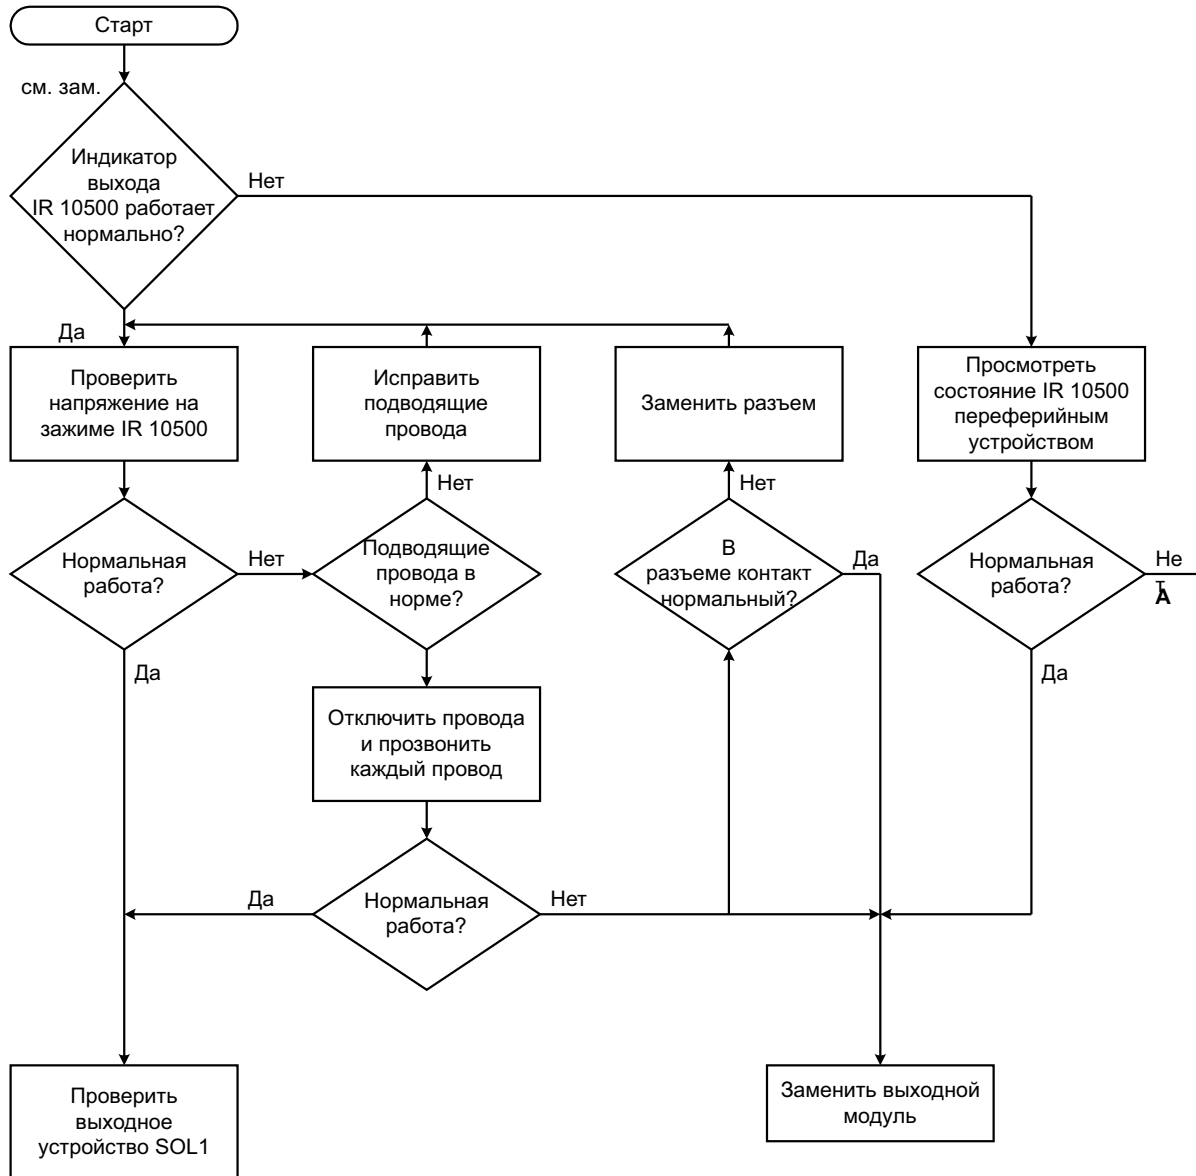 Старт
см. зам.
Индикатор
выхода
IR 10500 работает
нормально?
Нет
Да
Проверить
напряжение на
зажиме IR 10500
Исправить
подводящие
провода
Заменить разъем
Просмотреть
состояние IR 10500
переферийным
устройством
Нет
Нет
Нормальная
работа?
Нет
Подводящие
провода в
норме?
В
разъеме контакт
нормальный?
Да
Нормальная
работа?
Не
т
А
Да
Да
Отключить провода
и прозвонить
каждый провод
Да
Нормальная
работа?
Нет
Проверить
выходное
устройство SOL1
Заменить выходной
модуль